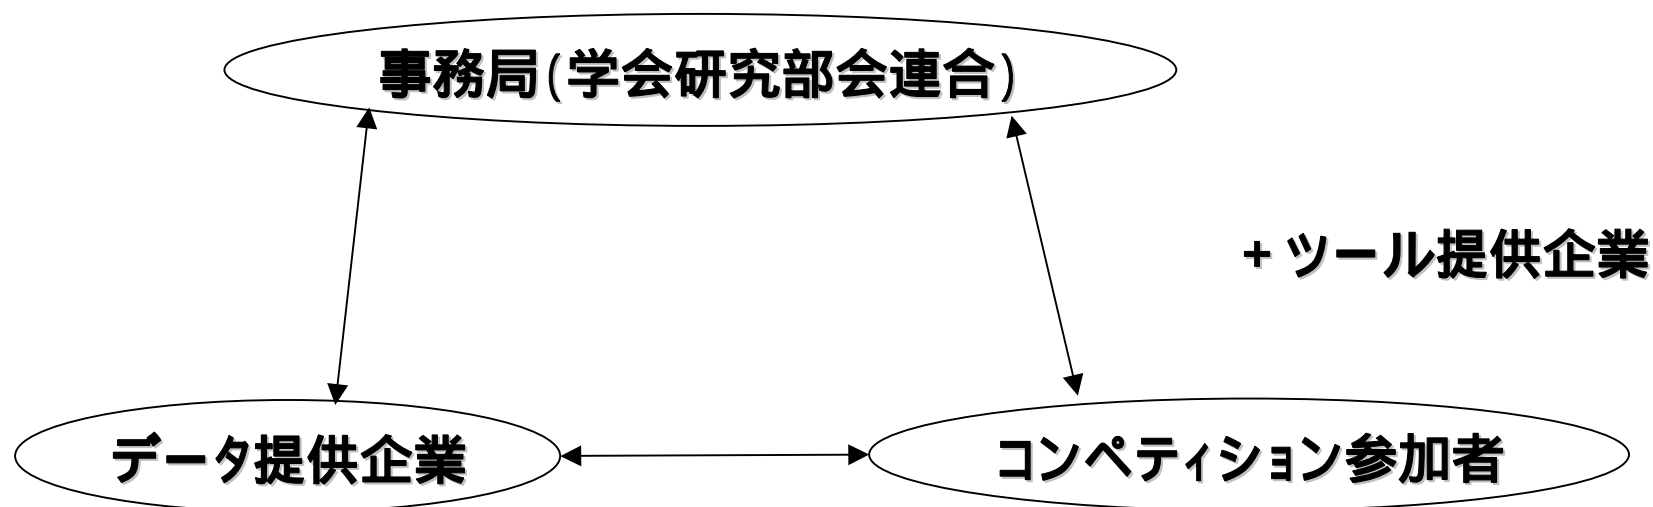 事務局(学会研究部会連合)
+ ツール提供企業
データ提供企業
コンペティション参加者